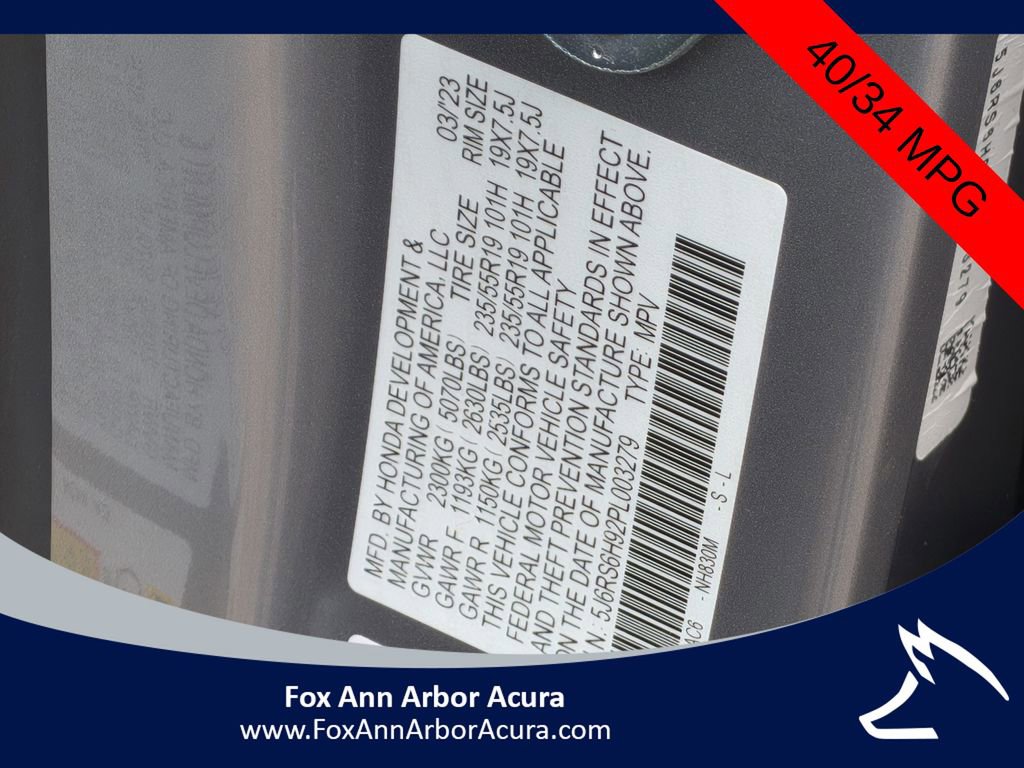 40/34 MPG
MFD. BY HONDA DEVELOPMENT & 03/'23
MANUFACTURING OF AMERICA, LLC
TIRE SIZE RIM SIZE
GVWR 2300KG ( 5070LBS)
GAWR F 1193KG ( 2630LBS) 235/55R19 101H 19X7.5J
GAWR R 1150KG ( 2535LBS) 235/55R19 101H 19X7.5J
THIS VEHICLE CONFORMS TO ALL APPLICABLE
FEDERAL MOTOR VEHICLE SAFETY
AND THEFT PREVENTION STANDARDS IN EFFECT
ON THE DATE OF MANUFACTURE SHOWN ABOVE.
5J6RS6H92PL003279 TYPE: MPV
NH830M - S - L
Fox Ann Arbor Acura
www.FoxAnnArborAcura.com